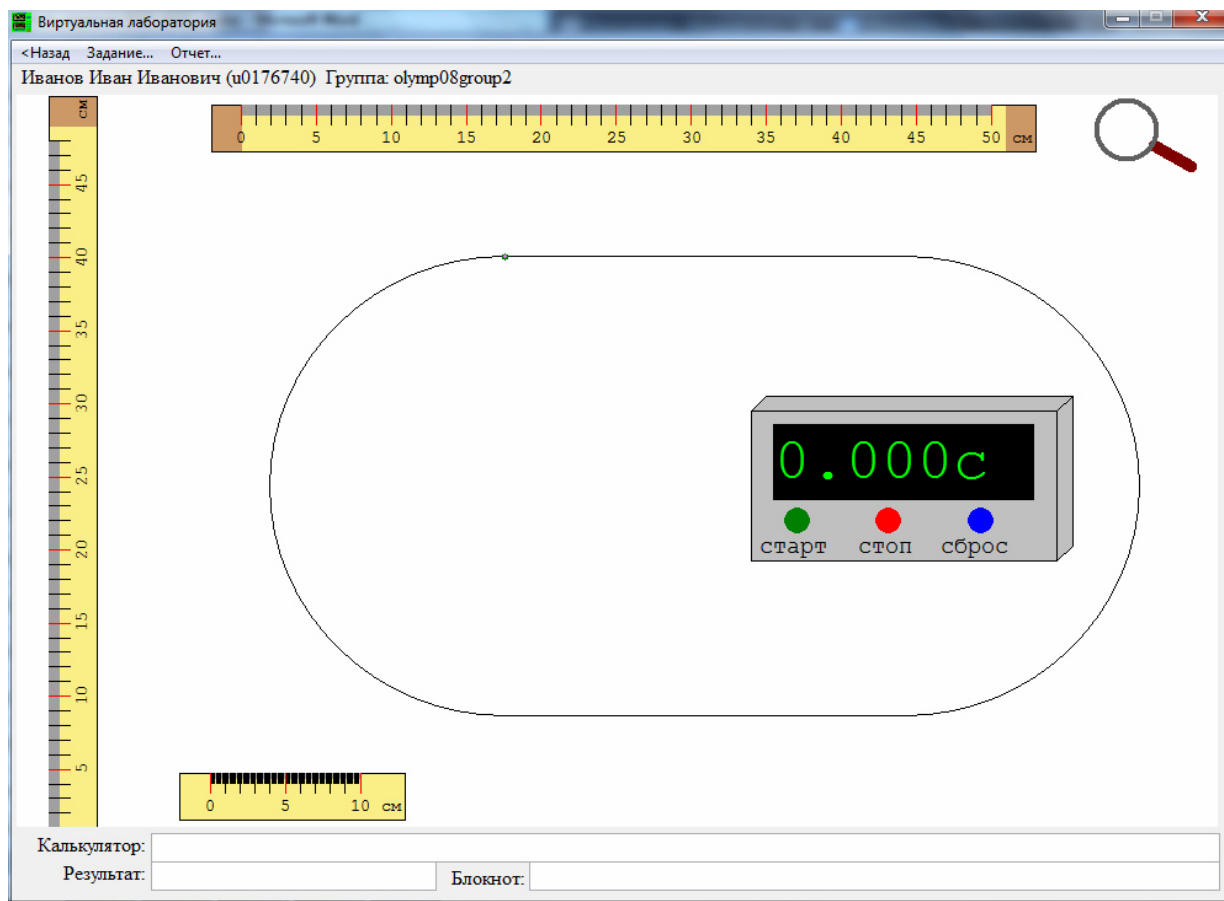 Виртуальная лаборатория
<Назад Задание... Отчет...
Иванов Иван Иванович (u0176740) Группа: olymp08group2
см
45
40
35
30
25
20
15
10
5
0 5 10 15 20 25 30 35 40 45 50 см
0.000с
старт стоп сброс
0 5 10 см
Калькулятор:
Результат:
Блокнот: